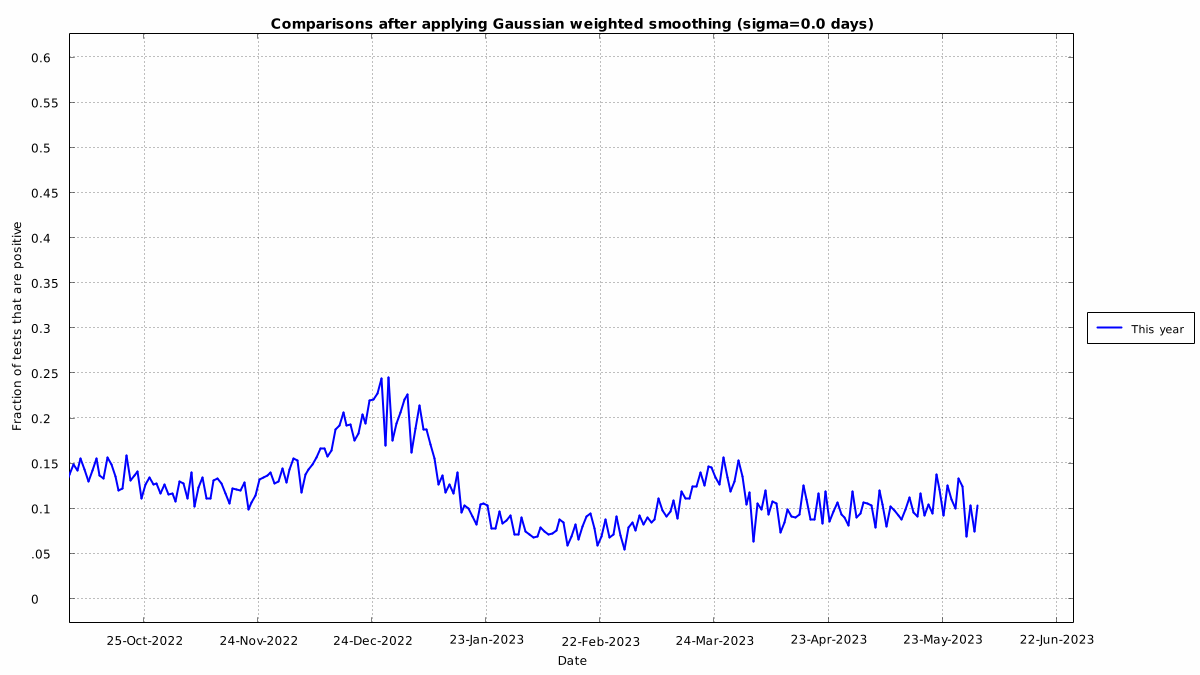 Comparisons after applying Gaussian weighted smoothing (sigma=0.0 days)
0.6
0.55
0.5
0.45
0.4
0.35
0.3
0.25
0.2
0.15
0.1
.05
0
Fraction of tests that are positive
This year
25-Oct-2022 24-Nov-2022 24-Dec-2022 23-Jan-2023 22-Feb-2023 24-Mar-2023 23-Apr-2023 23-May-2023 22-Jun-2023
Date